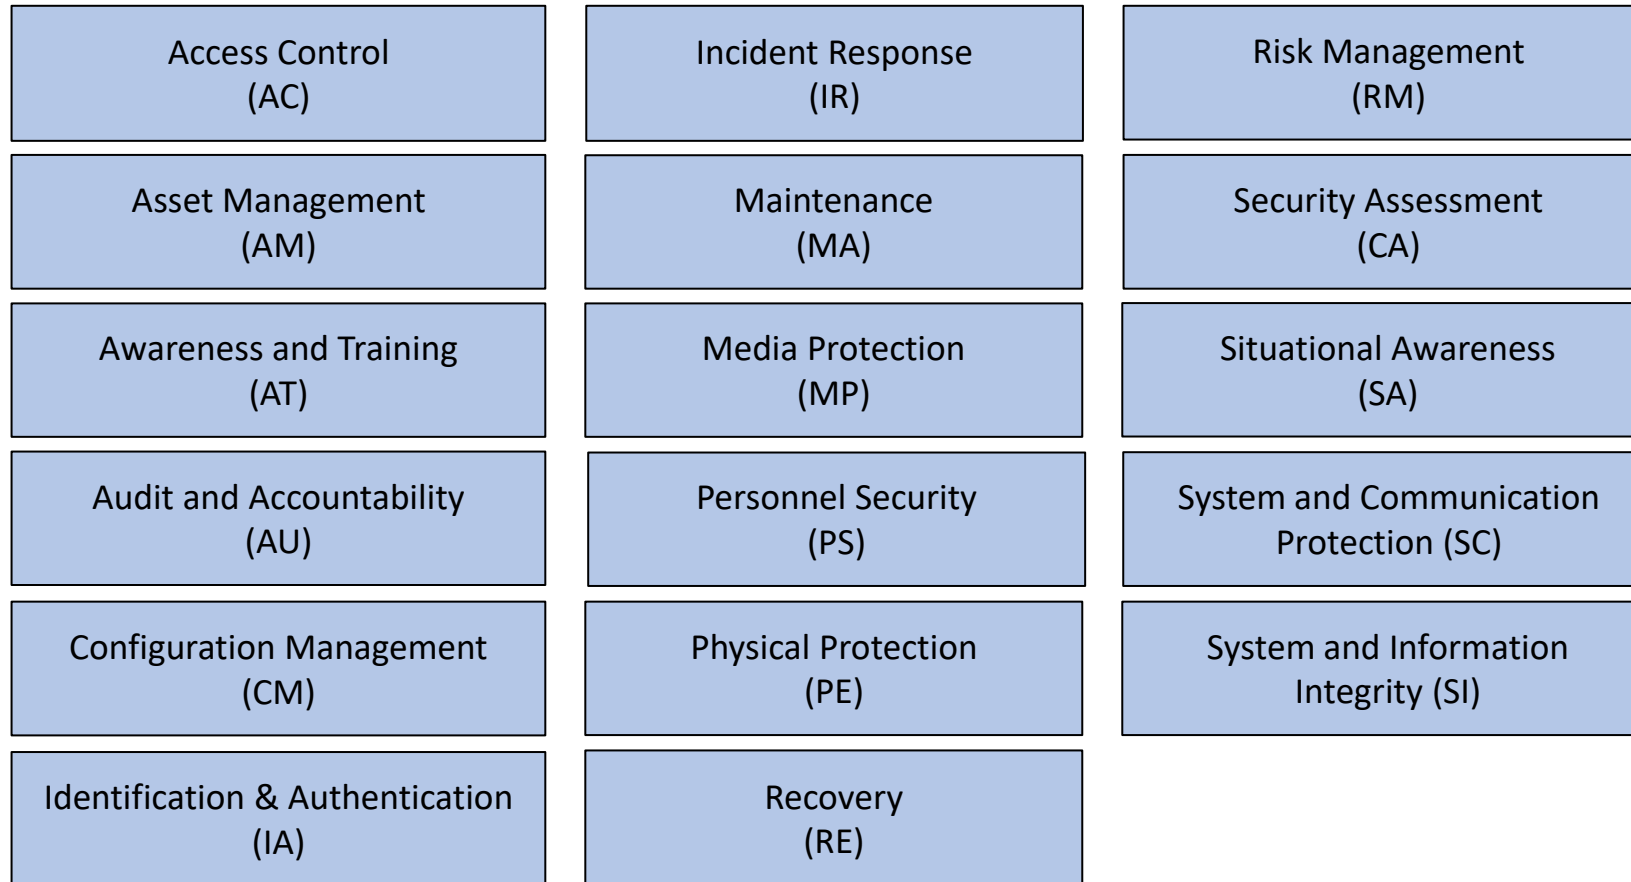 Access Control
(AC)
Asset Management
(AM)
Awareness and Training
(AT)
Audit and Accountability
(AU)
Configuration Management
(CM)
Identification & Authentication
(IA)
Incident Response
(IR)
Maintenance
(MA)
Media Protection
(MP)
Personnel Security
(PS)
Physical Protection
(PE)
Recovery
(RE)
Risk Management
(RM)
Security Assessment
(CA)
Situational Awareness
(SA)
System and Communication
Protection (SC)
System and Information
Integrity (SI)